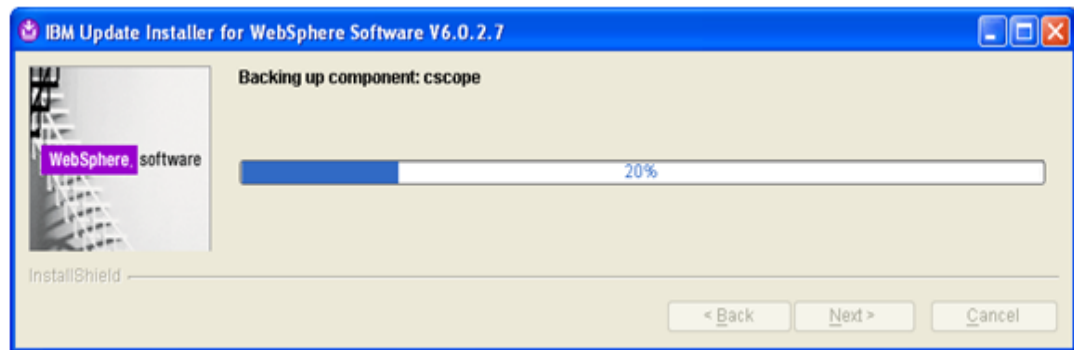 IBM Update Installer for WebSphere Software V6.0.2.7
Backing up component: cscope
WebSphere. software
20%
InstallShield
< Back Next > Cancel